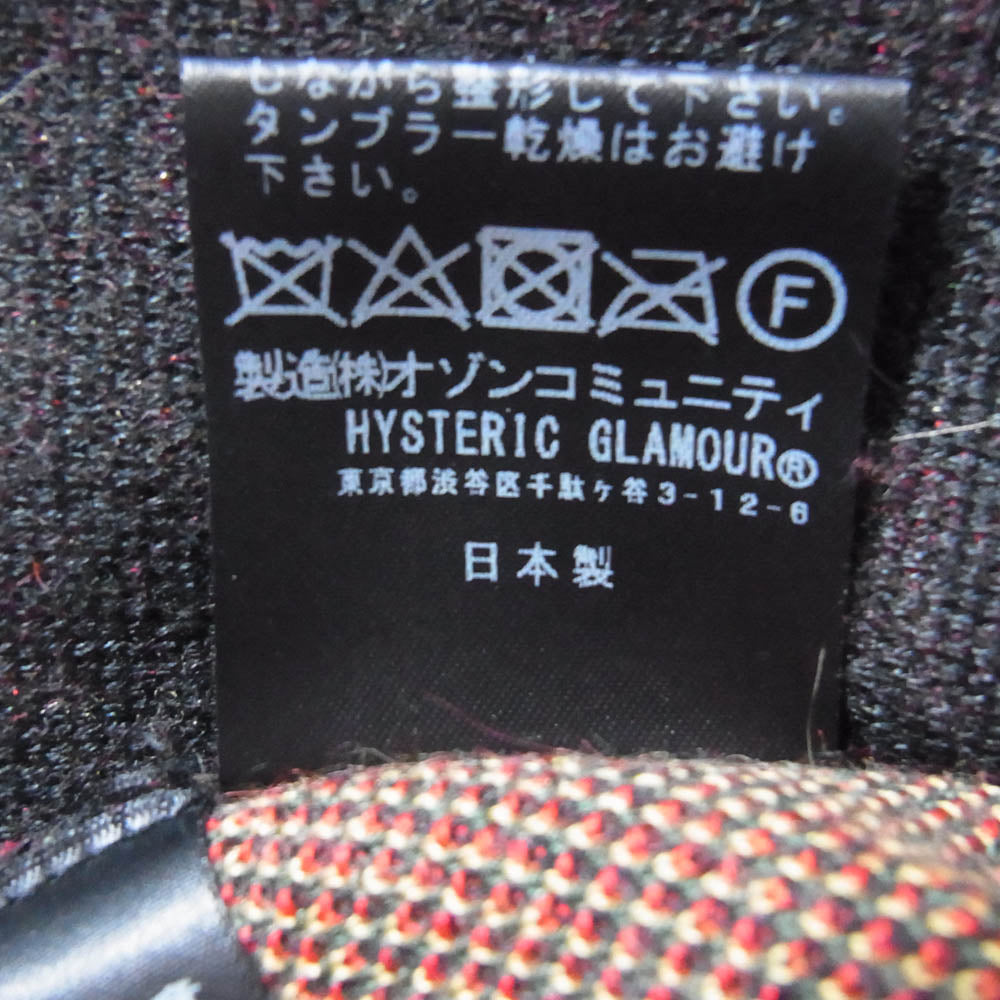 しながら整形して下さい。
タンブラー乾燥はお避け
下さい。
F
製造(株)オゾンコミュニティ
HYSTERIC GLAMOUR®
東京都渋谷区千駄ヶ谷3-12-6
日本製